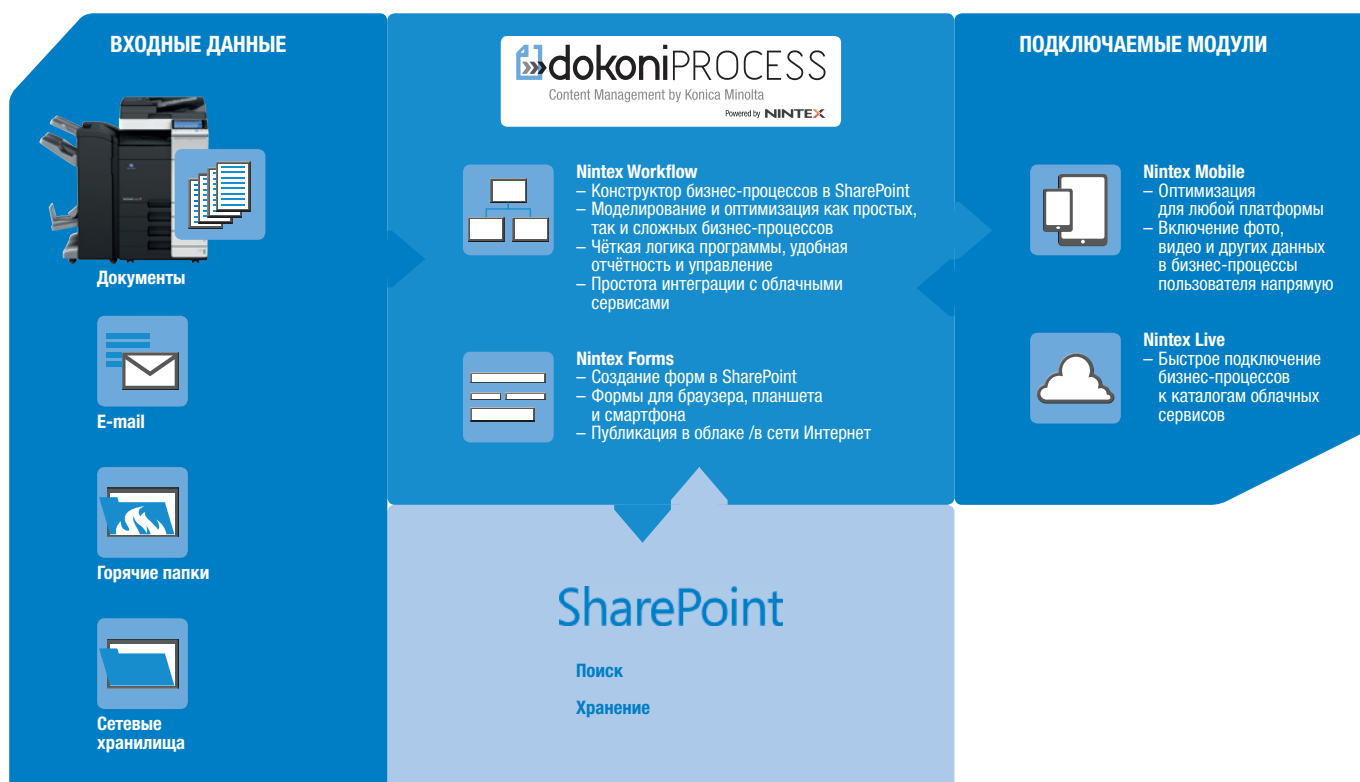 ВХОДНЫЕ ДАННЫЕ
Документы
E-mail
Горячие папки
Сетевые
хранилища
dokoniPROCESS
Content Management by Konica Minolta
Powered by NINTEX
Nintex Workflow
– Конструктор бизнес-процессов в SharePoint
– Моделирование и оптимизация как простых,
так и сложных бизнес-процессов
– Чёткая логика программы, удобная
отчётность и управление
– Простота интеграции с облачными
сервисами
Nintex Forms
– Создание форм в SharePoint
– Формы для браузера, планшета
и смартфона
– Публикация в облаке /в сети Интернет
SharePoint
Поиск
Хранение
ПОДКЛЮЧАЕМЫЕ МОДУЛИ
Nintex Mobile
– Оптимизация
для любой платформы
– Включение фото,
видео и других данных
в бизнес-процессы
пользователя напрямую
Nintex Live
– Быстрое подключение
бизнес-процессов
к каталогам облачных
сервисов